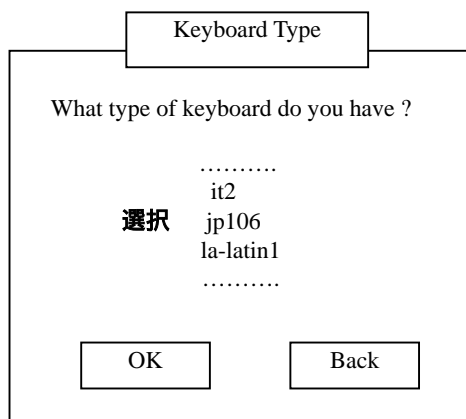 Keyboard Type
What type of keyboard do you have ?
……….
it2
選択 jp106
la-latin1
……….
OK Back